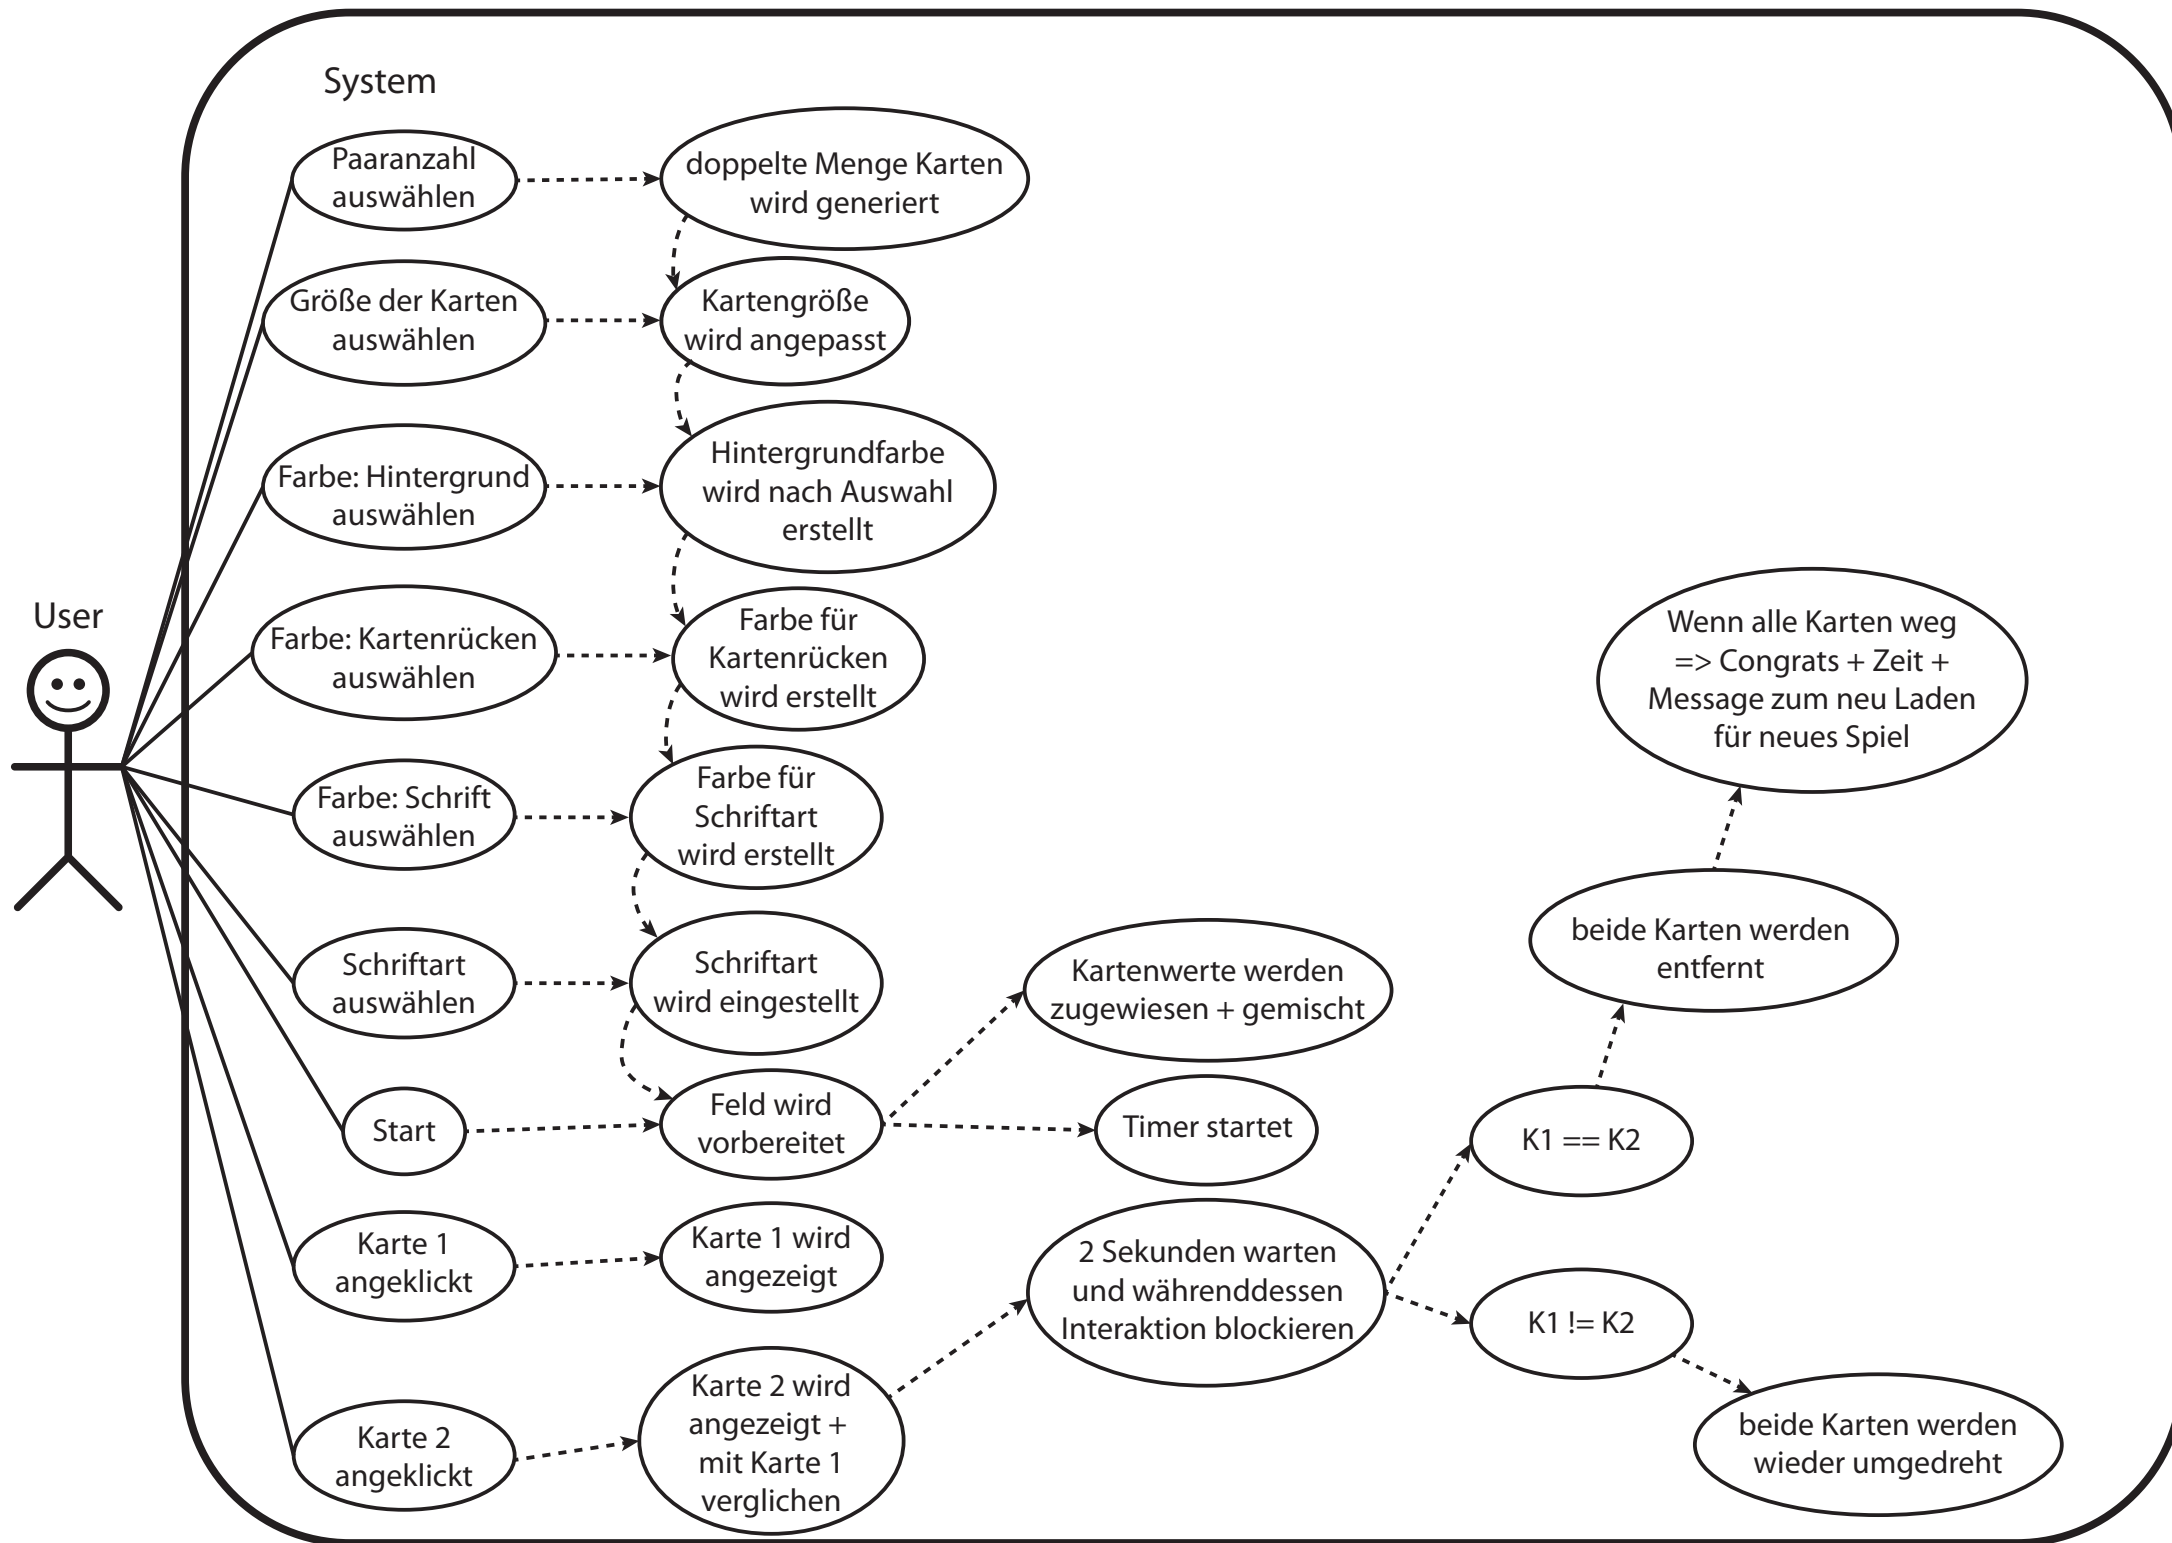 System
Paaranzahl
auswählen
doppelte Menge Karten
wird generiert
Größe der Karten
auswählen
Kartengröße
wird angepasst
Farbe: Hintergrund
auswählen
Hintergrundfarbe
wird nach Auswahl
erstellt
User
Farbe: Kartenrücken
auswählen
Farbe für
Kartenrücken
wird erstellt
Wenn alle Karten weg
=> Congrats + Zeit +
Message zum neu Laden
für neues Spiel
Farbe: Schrift
auswählen
Farbe für
Schriftart
wird erstellt
beide Karten werden
entfernt
Schriftart
auswählen
Schriftart
wird eingestellt
Kartenwerte werden
zugewiesen + gemischt
Start
Feld wird
vorbereitet
Timer startet
K1 == K2
Karte 1
angeklickt
Karte 1 wird
angezeigt
2 Sekunden warten
und währenddessen
Interaktion blockieren
K1 != K2
Karte 2
angeklickt
Karte 2 wird
angezeigt +
mit Karte 1
verglichen
beide Karten werden
wieder umgedreht